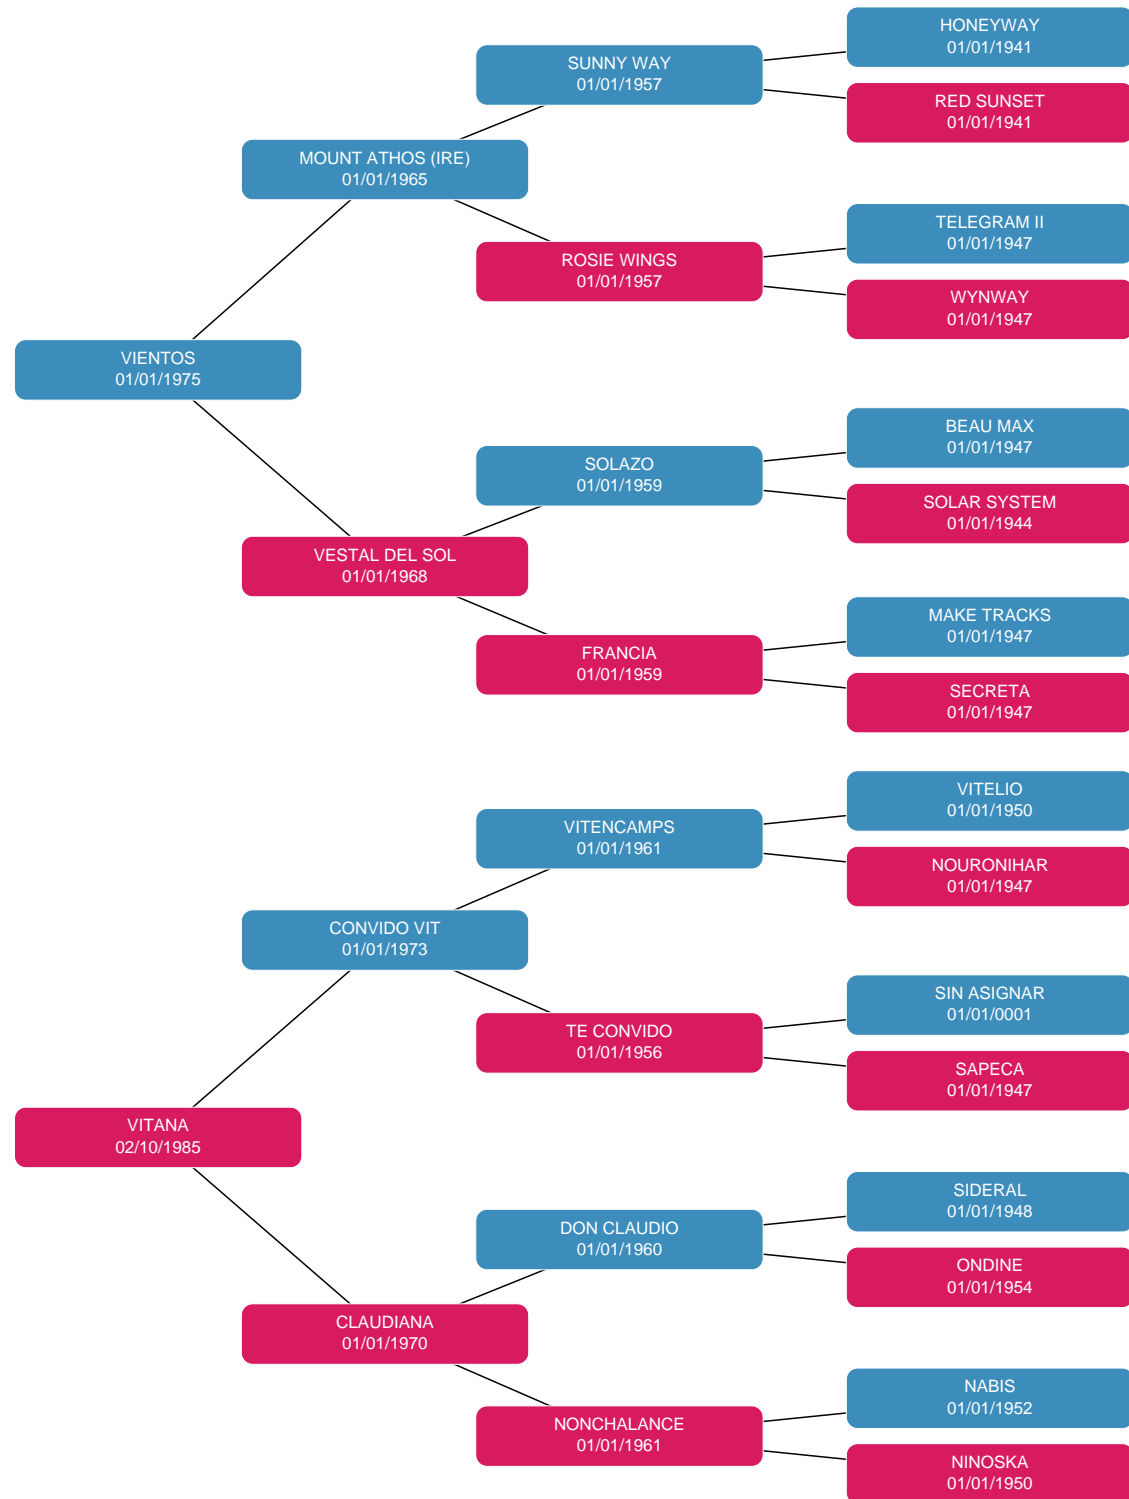 HONEYWAY
01/01/1941
SUNNY WAY
01/01/1957
RED SUNSET
01/01/1941
MOUNT ATHOS (IRE)
01/01/1965
TELEGRAM II
01/01/1947
ROSIE WINGS
01/01/1957
WYNWAY
01/01/1947
VIENTOS
01/01/1975
BEAU MAX
01/01/1947
SOLAZO
01/01/1959
SOLAR SYSTEM
01/01/1944
VESTAL DEL SOL
01/01/1968
MAKE TRACKS
01/01/1947
FRANCIA
01/01/1959
SECRETA
01/01/1947
VITELIO
01/01/1950
VITENCAMPS
01/01/1961
NOURONIHAR
01/01/1947
CONVIDO VIT
01/01/1973
SIN ASIGNAR
01/01/0001
TE CONVIDO
01/01/1956
SAPECA
01/01/1947
VITANA
02/10/1985
SIDERAL
01/01/1948
DON CLAUDIO
01/01/1960
ONDINE
01/01/1954
CLAUDIANA
01/01/1970
NABIS
01/01/1952
NONCHALANCE
01/01/1961
NINOSKA
01/01/1950